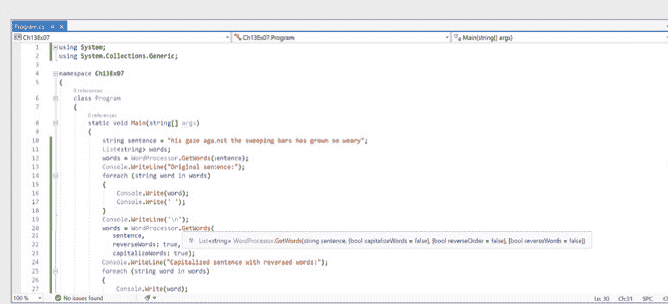 Program.cs
Ch13Ex07
Ch13Ex07.Program
Main(string[] args)
1 using System;
2 using System.Collections.Generic;
3
4 namespace Ch13Ex07
5 {
0 references
6 class Program
7 {
0 references
8 static void Main(string[] args)
9 {
10 string sentence = "his gaze against the sweeping bars has grown so weary";
11 List<string> words;
12 words = WordProcessor.GetWords(sentence);
13 Console.WriteLine("Original sentence:");
14 foreach (string word in words)
15 {
16 Console.Write(word);
17 Console.Write(' ');
18 }
19 Console.WriteLine('\n');
20 words = WordProcessor.GetWords(
21 sentence,
List<string> WordProcessor.GetWords(string sentence, [bool capitalizeWords = false], [bool reverseOrder = false], [bool reverseWords = false])
22 reverseWords: true,
23 capitalizeWords: true);
24 Console.WriteLine("Capitalized sentence with reversed words:");
25 foreach (string word in words)
26 {
27 Console.Write(word);
100 %
No issues found
Ln: 30
Ch: 31
SPC